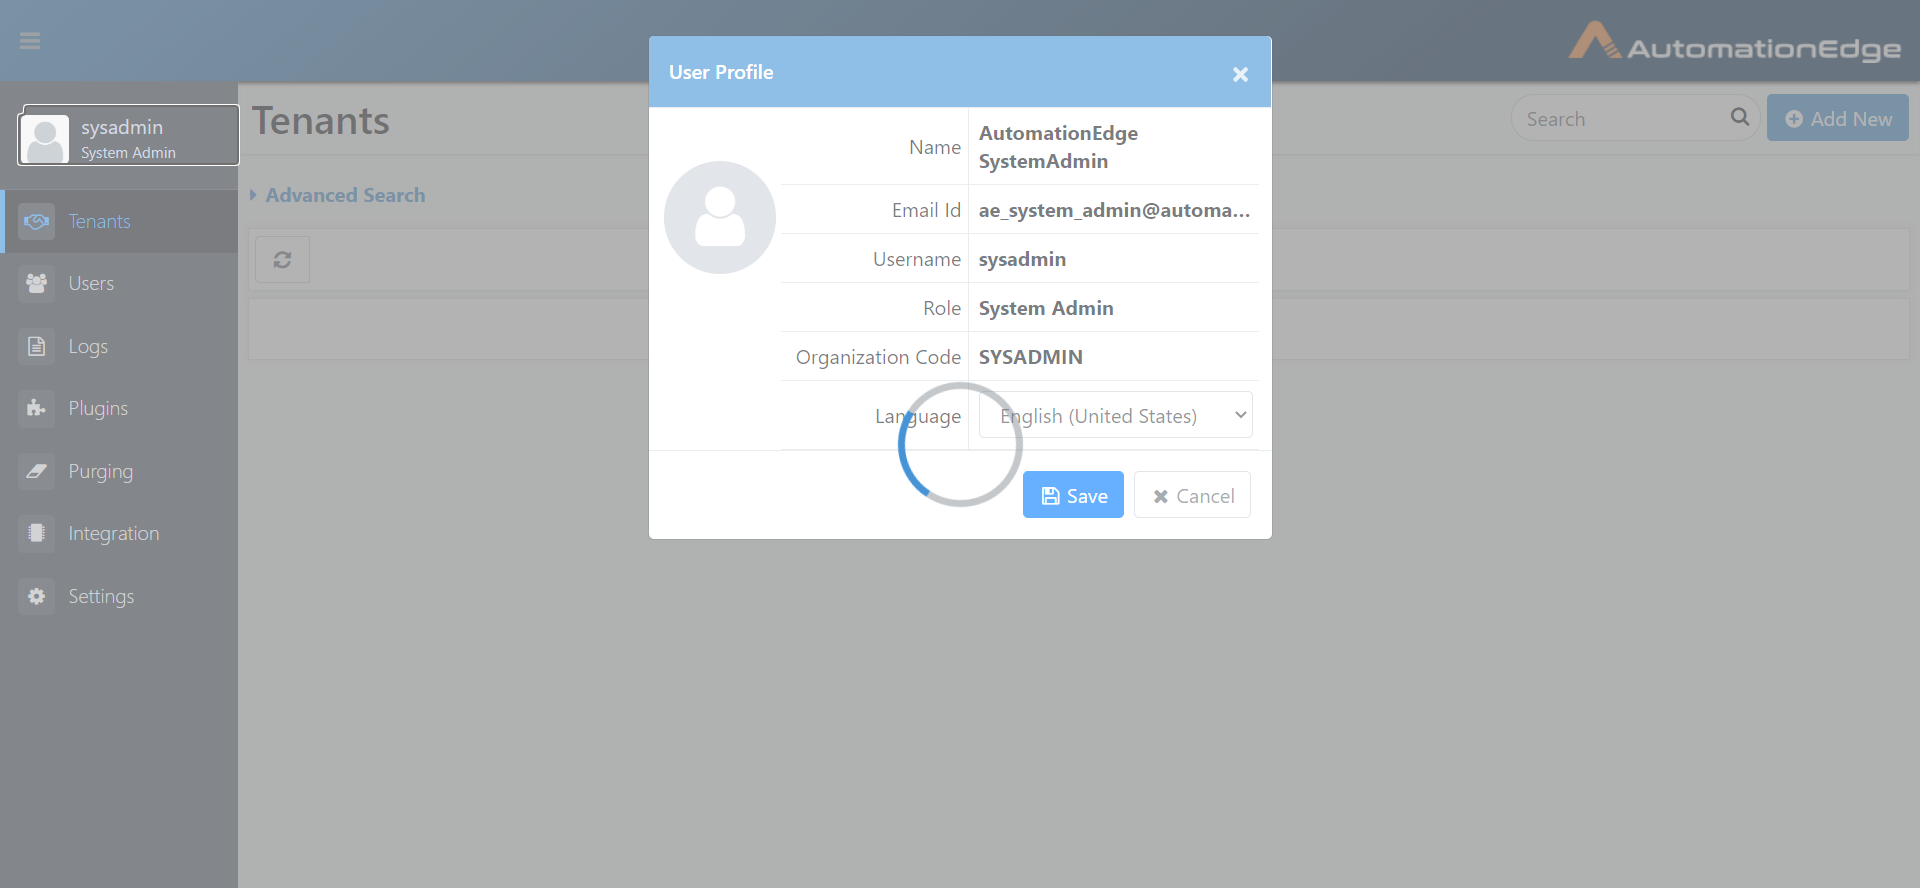 AutomationEdge
sysadmin
System Admin
Tenants
Users
Logs
Plugins
Purging
Integration
Settings
Tenants
Search
Add New
Advanced Search
User Profile
Name AutomationEdge
SystemAdmin
Email Id ae_system_admin@automa...
Username sysadmin
Role System Admin
Organization Code SYSADMIN
Language English (United States)
Save Cancel